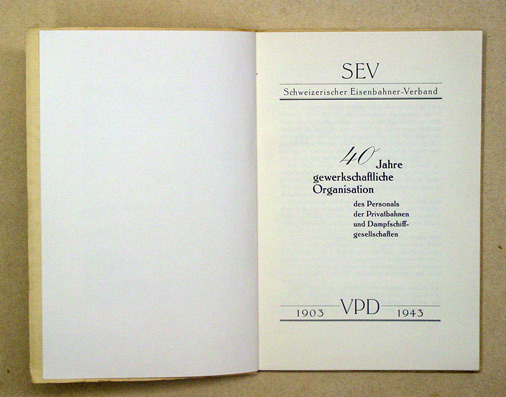 SEV
Schweizerischer Eisenbahner-Verband
40 Jahre
gewerkschaftliche
Organisation
des Personals
der Privatbahnen
und Dampfschiff-
gesellschaften
1903 VPD 1943